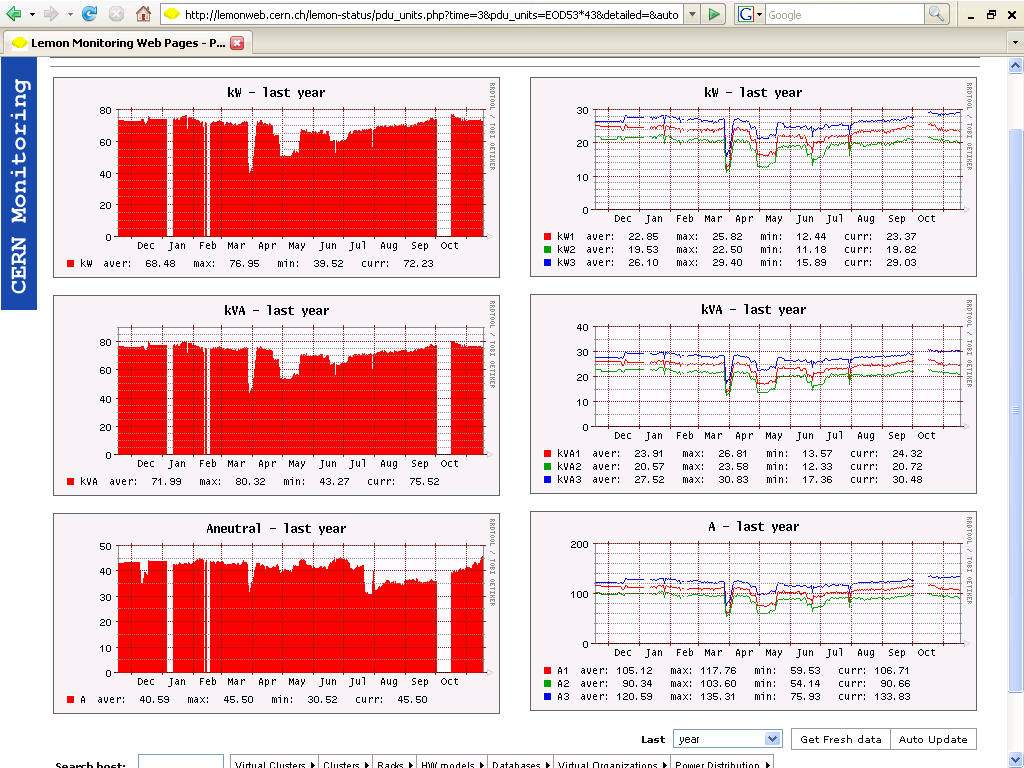 http://lemonweb.cern.ch/lemon-status/pdu_units.php?time=3&pdu_units=EOD53*43&detailed=&auto
G Google
Lemon Monitoring Web Pages - P...
CERN Monitoring
kW - last year
RRDTOOL / TOBI OETIKER
80
60
40
20
0
Dec Jan Feb Mar Apr May Jun Jul Aug Sep Oct
kW aver: 68.48 max: 76.95 min: 39.52 curr: 72.23
kW - last year
RRDTOOL / TOBI OETIKER
30
20
10
0
Dec Jan Feb Mar Apr May Jun Jul Aug Sep Oct
kW1 aver: 22.85 max: 25.82 min: 12.44 curr: 23.37
kW2 aver: 19.53 max: 22.50 min: 11.18 curr: 19.82
kW3 aver: 26.10 max: 29.40 min: 15.89 curr: 29.03
kVA - last year
RRDTOOL / TOBI OETIKER
80
60
40
20
0
Dec Jan Feb Mar Apr May Jun Jul Aug Sep Oct
kVA aver: 71.99 max: 80.32 min: 43.27 curr: 75.52
kVA - last year
RRDTOOL / TOBI OETIKER
40
30
20
10
0
Dec Jan Feb Mar Apr May Jun Jul Aug Sep Oct
kVA1 aver: 23.91 max: 26.81 min: 13.57 curr: 24.32
kVA2 aver: 20.57 max: 23.58 min: 12.33 curr: 20.72
kVA3 aver: 27.52 max: 30.83 min: 17.36 curr: 30.48
Aneutral - last year
RRDTOOL / TOBI OETIKER
50
40
30
20
10
0
Dec Jan Feb Mar Apr May Jun Jul Aug Sep Oct
A aver: 40.59 max: 45.50 min: 30.52 curr: 45.50
A - last year
RRDTOOL / TOBI OETIKER
200
100
0
Dec Jan Feb Mar Apr May Jun Jul Aug Sep Oct
A1 aver: 105.12 max: 117.76 min: 59.53 curr: 106.71
A2 aver: 90.34 max: 103.60 min: 54.14 curr: 90.66
A3 aver: 120.59 max: 135.31 min: 75.93 curr: 133.83
Last year Get Fresh data Auto Update
Search host: Virtual Clusters Clusters Racks HW models Databases Virtual Organizations Power Distribution